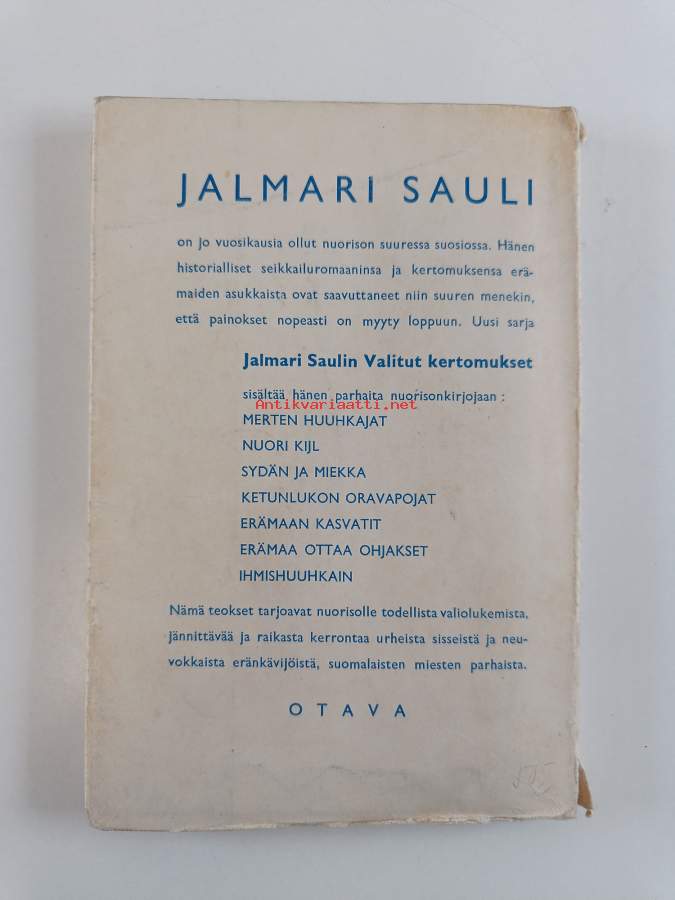 JALMARI SAULI
on jo vuosikausia ollut nuorison suuressa suosiossa. Hänen
historialliset seikkailuromaaninsa ja kertomuksensa erä-
maiden asukkaista ovat saavuttaneet niin suuren menekin,
että painokset nopeasti on myyty loppuun. Uusi sarja
Jalmari Saulin Valitut kertomukset
sisältää hänen parhaita nuorisonkirjojaan :
Antikvariaatti.net
MERTEN HUUHKAJAT
NUORI KIJL
SYDÄN JA MIEKKA
KETUNLUKON ORAVAPOJAT
ERÄMAAN KASVATIT
ERÄMAA OTTAA OHJAKSET
IHMISHUUHKAIN
Nämä teokset tarjoavat nuorisolle todellista valiolukemista,
jännittävää ja raikasta kerrontaa urheista sisseistä ja neu-
vokkaista eränkävijöistä, suomalaisten miesten parhaista.
OTAVA